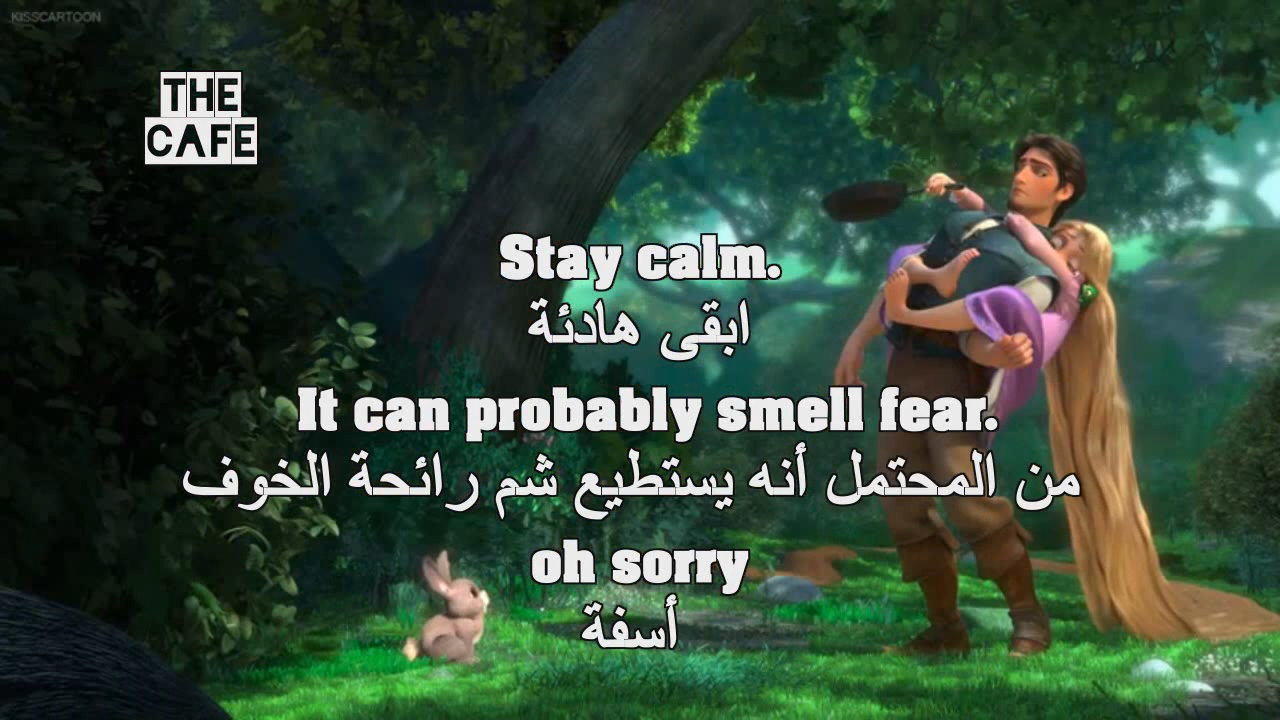 KISSCARTOON
THE
CAFE
Stay calm.
ابقى هادئة
It can probably smell fear.
من المحتمل أنه يستطيع شم رائحة الخوف
oh sorry
أسفة